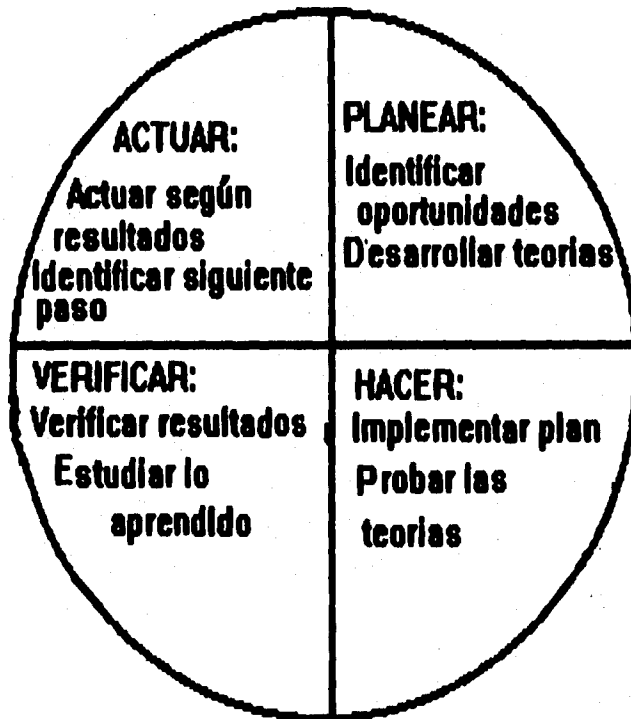 ACTUAR:
Actuar según
resultados
Identificar siguiente
paso
PLANEAR:
Identificar
oportunidades
Desarrollar teorias
VERIFICAR:
Verificar resultados
Estudiar lo
aprendido
HACER:
Implementar plan
Probar las
teorias